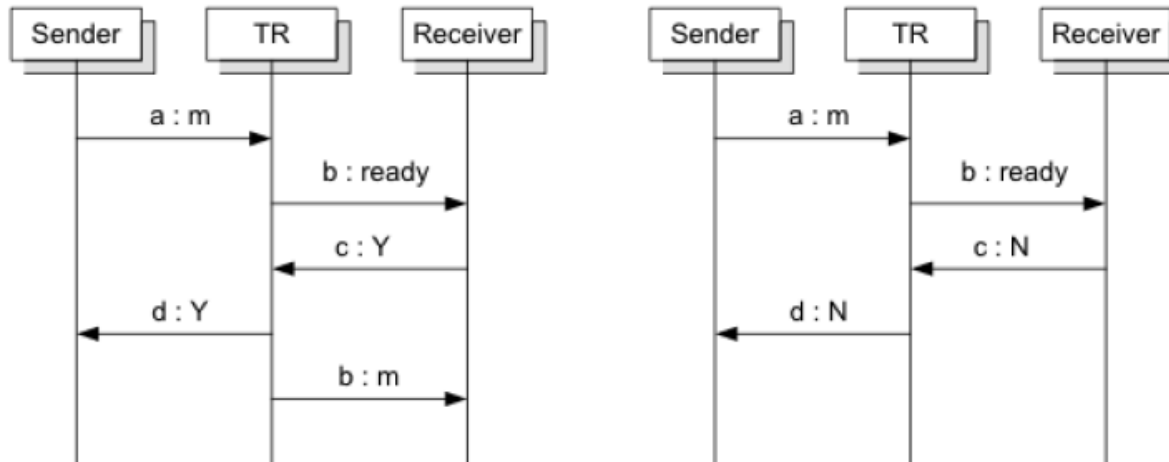 Sender TR Receiver
a : m
b : ready
c : Y
d : Y
b : m
Sender TR Receiver
a : m
b : ready
c : N
d : N